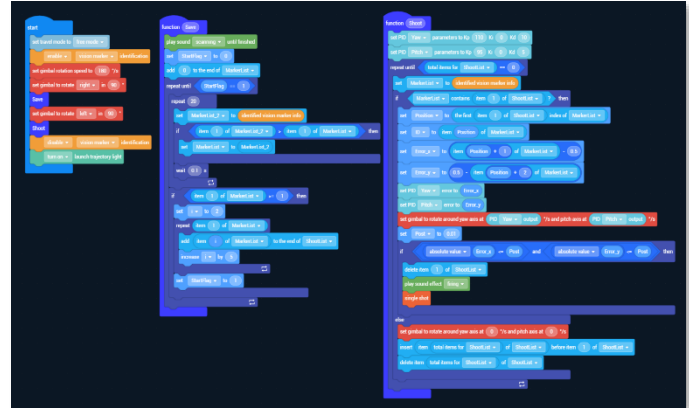 start
set travel mode to free mode
enable vision marker identification
set gimbal rotation speed to 180 °/s
set gimbal to rotate right in 90 °
Save
set gimbal to rotate left in 90 °
Shoot
disable vision marker identification
turn on launch trajectory light
function Save
play sound scanning until finished
set StartFlag to 0
add 0 to the end of MarkerList
repeat until StartFlag = 1
repeat 20
set MarkerList_2 to identified vision marker info
if item 1 of MarkerList_2 item 1 of MarkerList then
set MarkerList to MarkerList_2
wait 0.1 s
if item 1 of MarkerList 1 then
set i to 2
repeat item 1 of MarkerList
add item i of MarkerList to the end of ShootList
increase i by 5
set StartFlag to 1
function Shoot
set PID Yaw parameters to Kp 110 Ki 0 Kd 10
set PID Pitch parameters to Kp Ki 0 Kd
repeat until total items for ShootList = 0
set MarkerList to identified vision marker info
if MarkerList contains item 1 of ShootList ? then
set Position to the first item 1 of ShootList index of MarkerList
set ID to item Position of MarkerList
set Error_x to item Position + 1 of MarkerList - 0.5
set Error_y to 0.5 - item Position + 2 of MarkerList
set PID Yaw error to Error_x
set PID Pitch error to Error_y
set gimbal to rotate around yaw axis at PID Yaw output °/s and pitch axis at PID Pitch output °/s
set Post to 0.01
if absolute value Error_x Post and absolute value Error_y Post then
delete item 1 of ShootList
play sound effect firing
single shot
else
set gimbal to rotate around yaw axis at 0 °/s and pitch axis at 0 °/s
insert item total items for ShootList of ShootList before item 1 of ShootList
delete item total items for ShootList of ShootList